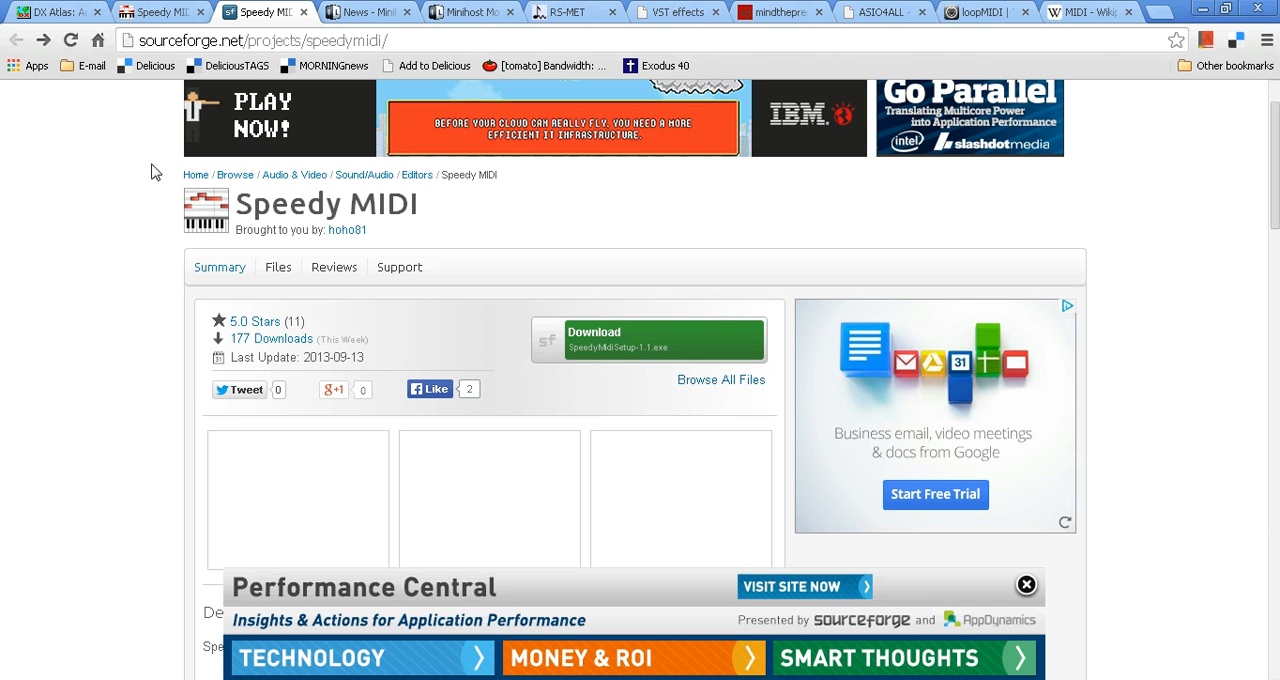 DX Atlas: A
Speedy MID
Speedy MID
News - Mini
Minihost Mo
RS-MET
VST effects
mindthepre
ASIO4ALL -
loopMIDI |
MIDI - Wiki
sourceforge.net/projects/speedymidi/
Apps
E-mail
Delicious
DeliciousTAGS
MORNINGnews
Add to Delicious
[tomato] Bandwidth: ...
Exodus 40
Other bookmarks
PLAY
NOW!
BEFORE YOUR CLOUD CAN REALLY FLY, YOU NEED A MORE
EFFICIENT IT INFRASTRUCTURE.
IBM.
Go Parallel
Translating Multicore Power
into Application Performance
intel
slashdotmedia
Home / Browse / Audio & Video / Sound/Audio / Editors / Speedy MIDI
Speedy MIDI
Brought to you by: hoho81
Summary
Files
Reviews
Support
5.0 Stars (11)
177 Downloads (This Week)
31 Last Update: 2013-09-13
sf
Download
SpeedyMidiSetup-1.1.exe
Browse All Files
Tweet 0
g+1 0
Like 2
31
Business email, video meetings
& docs from Google
Start Free Trial
Performance Central
VISIT SITE NOW
Insights & Actions for Application Performance
Presented by sourceforge and AppDynamics
De
Spe
TECHNOLOGY
MONEY & ROI
SMART THOUGHTS